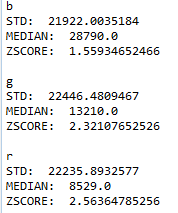 b
STD:  21922.0035184
MEDIAN:  28790.0
ZSCORE:  1.55934652466
g
STD:  22446.4809467
MEDIAN:  13210.0
ZSCORE:  2.32107652526
r
STD:  22235.8932577
MEDIAN:  8529.0
ZSCORE:  2.56364785256